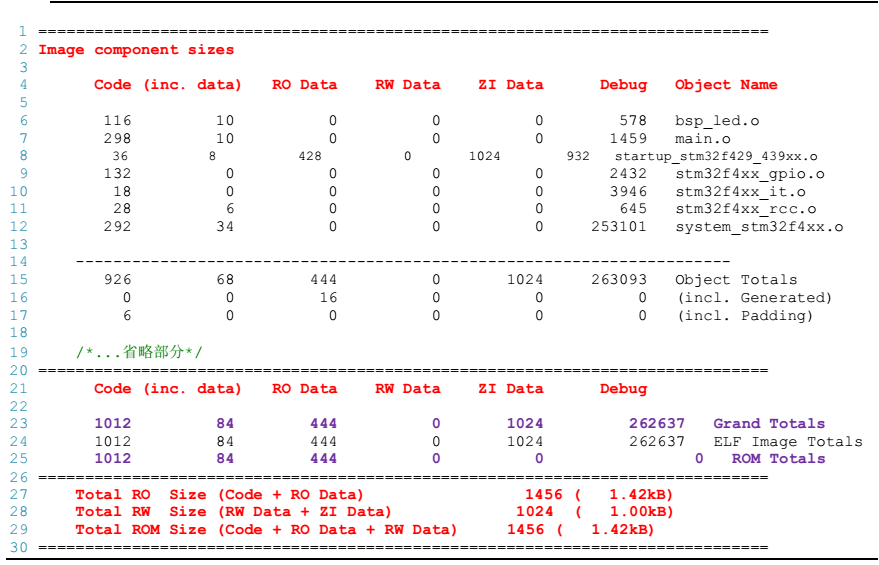 1 ==============================================================================
2 Image component sizes
3
4 Code (inc. data) RO Data RW Data ZI Data Debug Object Name
5
6 116 10 0 0 0 578 bsp_led.o
7 298 10 0 0 0 1459 main.o
8 36 8 428 0 1024 932 startup_stm32f429_439xx.o
9 132 0 0 0 0 2432 stm32f4xx_gpio.o
10 18 0 0 0 0 3946 stm32f4xx_it.o
11 28 6 0 0 0 645 stm32f4xx_rcc.o
12 292 34 0 0 0 253101 system_stm32f4xx.o
13
14 ----------------------------------------------------------------------
15 926 68 444 0 1024 263093 Object Totals
16 0 0 16 0 0 0 (incl. Generated)
17 6 0 0 0 0 0 (incl. Padding)
18
19 /*...省略部分*/
20 ==============================================================================
21 Code (inc. data) RO Data RW Data ZI Data Debug
22
23 1012 84 444 0 1024 262637 Grand Totals
24 1012 84 444 0 1024 262637 ELF Image Totals
25 1012 84 444 0 0 0 ROM Totals
26 ==============================================================================
27 Total RO Size (Code + RO Data) 1456 ( 1.42kB)
28 Total RW Size (RW Data + ZI Data) 1024 ( 1.00kB)
29 Total ROM Size (Code + RO Data + RW Data) 1456 ( 1.42kB)
30 ==============================================================================